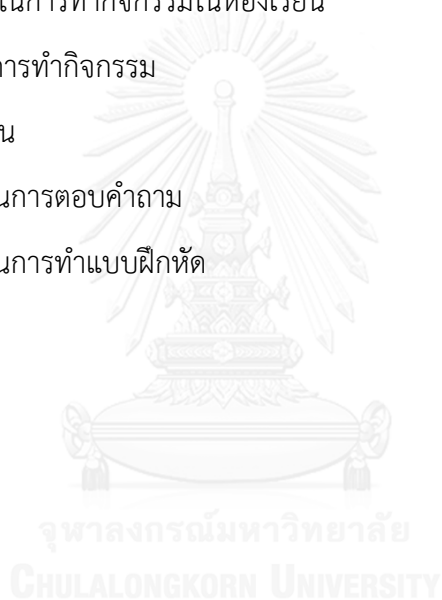 ในการทำกิจกรรมในห้องเรียน
การทำกิจกรรม
น
นการตอบคำถาม
นการทำแบบฝึกหัด
จุฬาลงกรณ์มหาวิทยาลัย
CHULALONGKORN UNIVERSITY